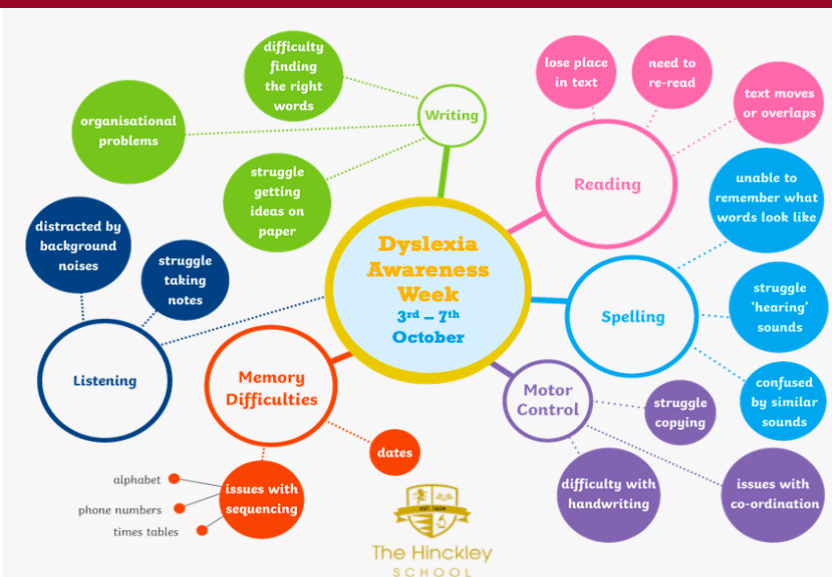 difficulty
finding
the right
words
organisational
problems
struggle
getting
ideas on
paper
Writing
lose place
in text
need to
re-read
text moves
or overlaps
Reading
unable to
remember what
words look like
struggle
'hearing'
sounds
confused
by similar
sounds
Spelling
distracted by
background
noises
struggle
taking
notes
Listening
Dyslexia
Awareness
Week
3rd – 7th
October
Memory
Difficulties
dates
issues with
sequencing
alphabet
phone numbers
times tables
Motor
Control
struggle
copying
difficulty with
handwriting
issues with
co-ordination
The Hinckley
SCHOOL